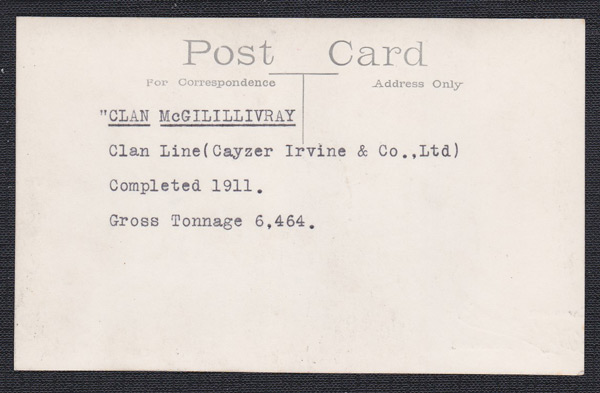 Post Card
For Correspondence Address Only
"CLAN McGILILLIVRAY
Clan Line(Cayzer Irvine & Co.,Ltd)
Completed 1911.
Gross Tonnage 6,464.